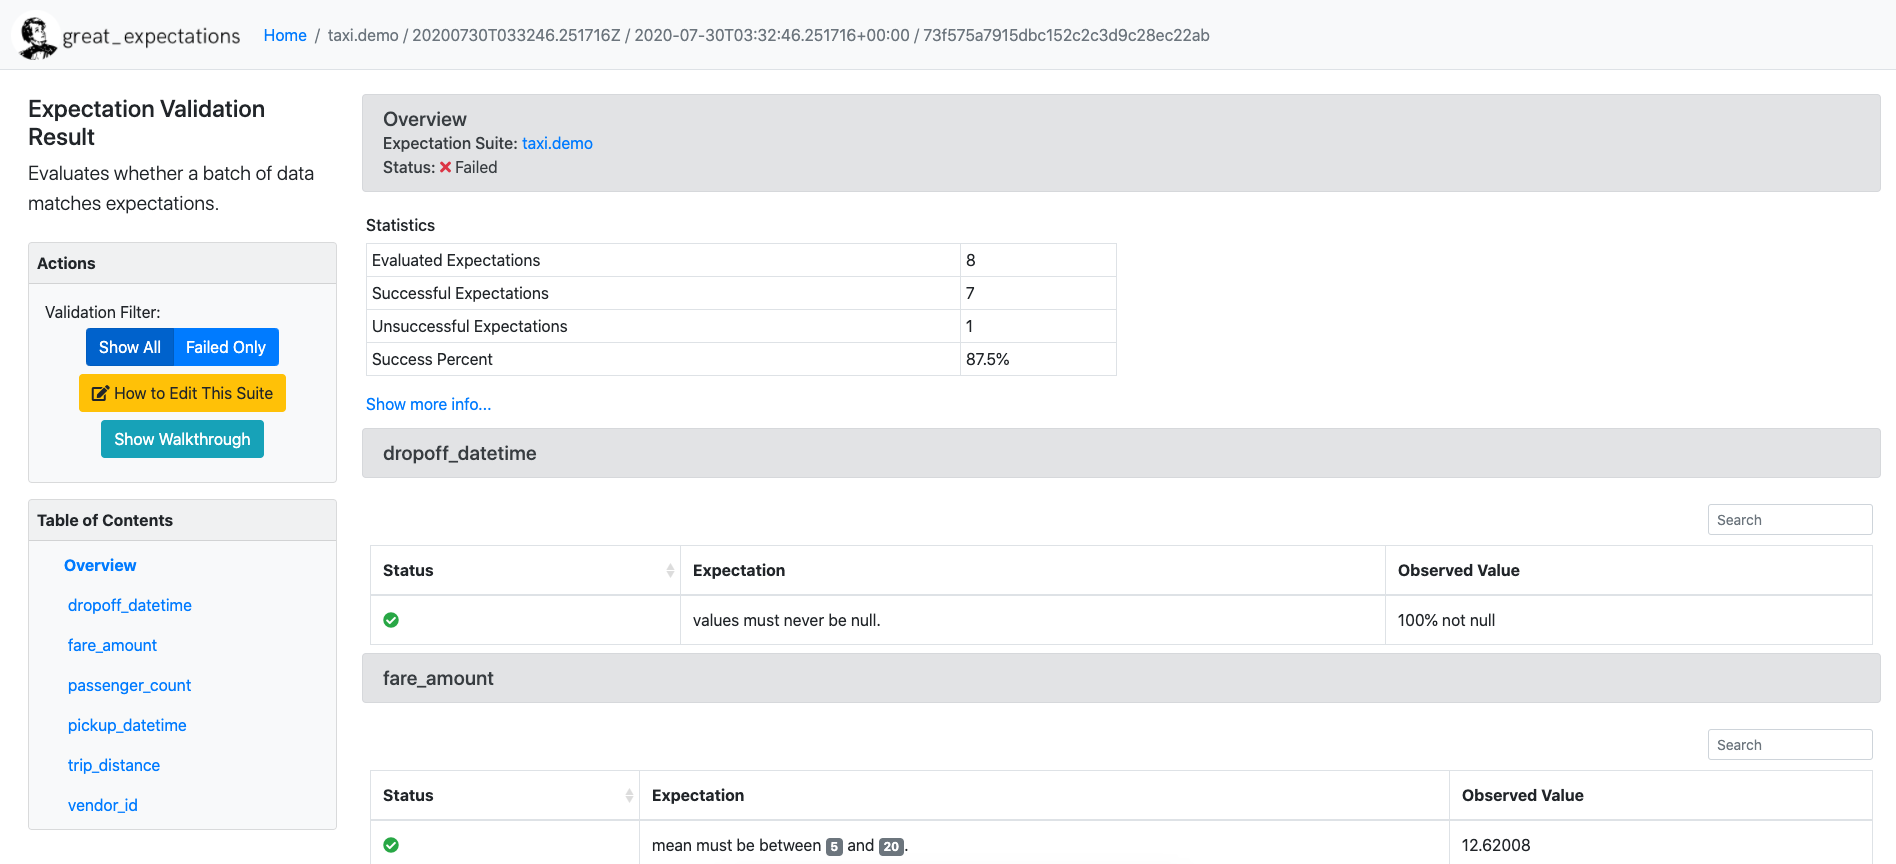 great_expectations Home / taxi.demo / 20200730T033246.251716Z / 2020-07-30T03:32:46.251716+00:00 / 73f575a7915dbc152c2c3d9c28ec22ab
Expectation Validation
Result
Evaluates whether a batch of data
matches expectations.
Actions
Validation Filter:
Show All Failed Only
How to Edit This Suite
Show Walkthrough
Table of Contents
Overview
dropoff_datetime
fare_amount
passenger_count
pickup_datetime
trip_distance
vendor_id
Overview
Expectation Suite: taxi.demo
Status: Failed
Statistics
Evaluated Expectations 8
Successful Expectations 7
Unsuccessful Expectations 1
Success Percent 87.5%
Show more info...
dropoff_datetime
Search
Status Expectation Observed Value
values must never be null. 100% not null
fare_amount
Search
Status Expectation Observed Value
mean must be between 5 and 20. 12.62008